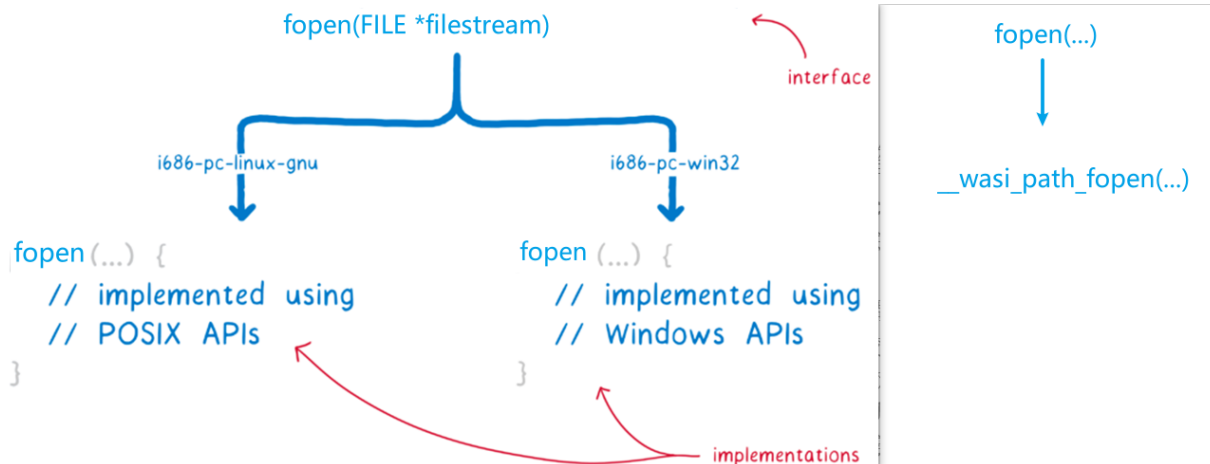 fopen(FILE *filestream)
interface
i686-pc-linux-gnu
i686-pc-win32
fopen (...) {
// implemented using
// POSIX APIs
}
fopen (...) {
// implemented using
// Windows APIs
}
implementations
fopen(...)
__wasi_path_fopen(...)